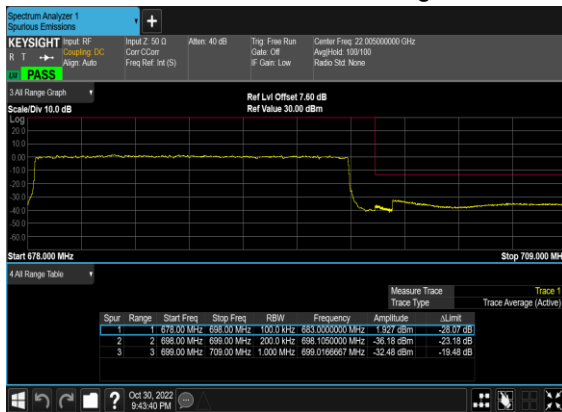 Spectrum Analyzer 1
Spurious Emissions
KEYSIGHT Input: RF Input Z: 50 Ω Atten: 40 dB Trig: Free Run Center Freq: 22.005000000 GHz
R T Coupling: DC Corr CCorr Gate: Off Avg|Hold: 100/100
Align: Auto Freq Ref: Int (S) IF Gain: Low Radio Std: None
PASS
3 All Range Graph
Ref Lvl Offset 7.60 dB
Scale/Div 10.0 dB Ref Value 30.00 dBm
Log
20.0
10.0
0.00
-10.0
-20.0
-30.0
-40.0
-50.0
-60.0
Start 678.000 MHz Stop 709.000 MH
4 All Range Table
Measure Trace Trace 1
Trace Type Trace Average (Active)
Spur Range Start Freq Stop Freq RBW Frequency Amplitude ΔLimit
1 1 678.00 MHz 698.00 MHz 100.0 kHz 683.0000000 MHz 1.927 dBm -28.07 dB
2 2 698.00 MHz 699.00 MHz 200.0 kHz 698.1050000 MHz -36.18 dBm -23.18 dB
3 3 699.00 MHz 709.00 MHz 1.000 MHz 699.0166667 MHz -32.48 dBm -19.48 dB
? Oct 30, 2022
9:43:40 PM